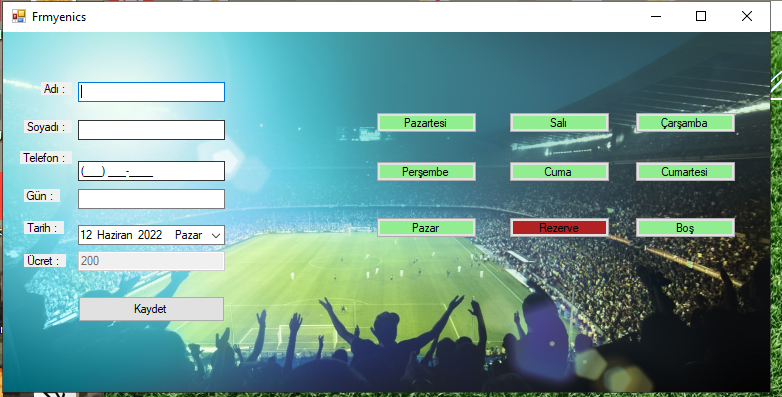 Frmyenics
Adı :
Soyadı :
Telefon :
(___) ___-____
Gün :
Tarih :
12 Haziran 2022 Pazar
Ücret :
200
Kaydet
Pazartesi
Salı
Çarşamba
Perşembe
Cuma
Cumartesi
Pazar
Rezerve
Boş